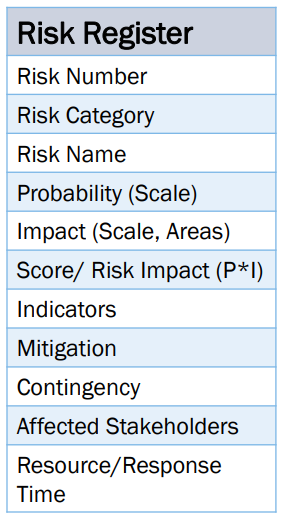 Risk Register
Risk Number
Risk Category
Risk Name
Probability (Scale)
Impact (Scale, Areas)
Score/ Risk Impact (P*I)
Indicators
Mitigation
Contingency
Affected Stakeholders
Resource/Response
Time